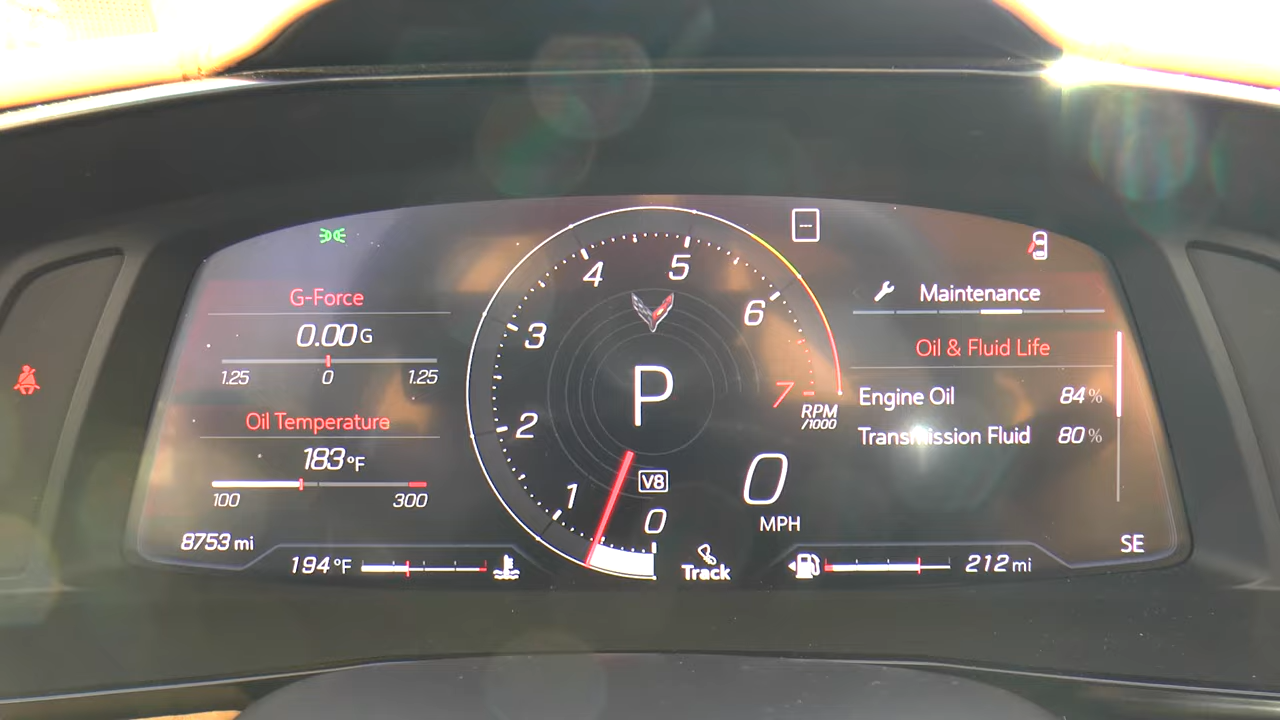 G-Force
0.00 G
1.25 0 1.25
Oil Temperature
183 °F
100 300
8753 mi
194 °F
4 5
3 6
2 7
RPM
/1000
P
V8
1
0
0
MPH
Track
Maintenance
Oil & Fluid Life
Engine Oil 84 %
Transmission Fluid 80 %
SE
212 mi